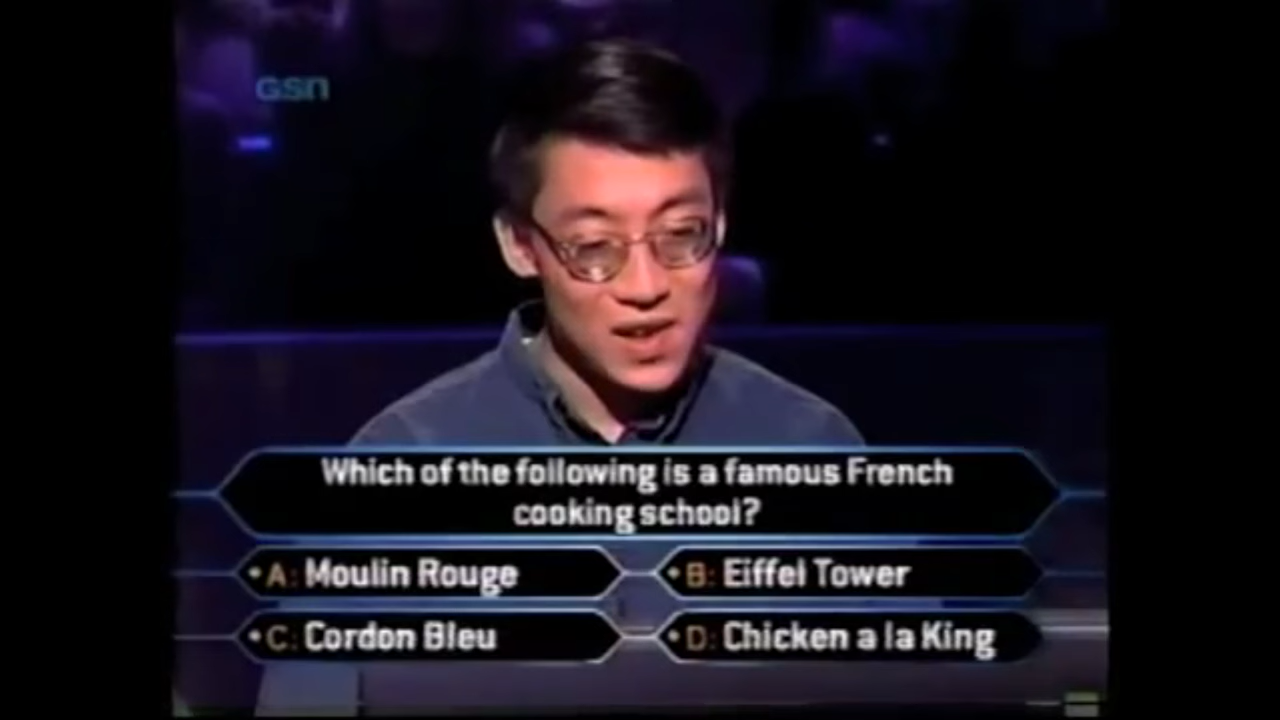 GSN
Which of the following is a famous French
cooking school?
A: Moulin Rouge
B: Eiffel Tower
C: Cordon Bleu
D: Chicken a la King